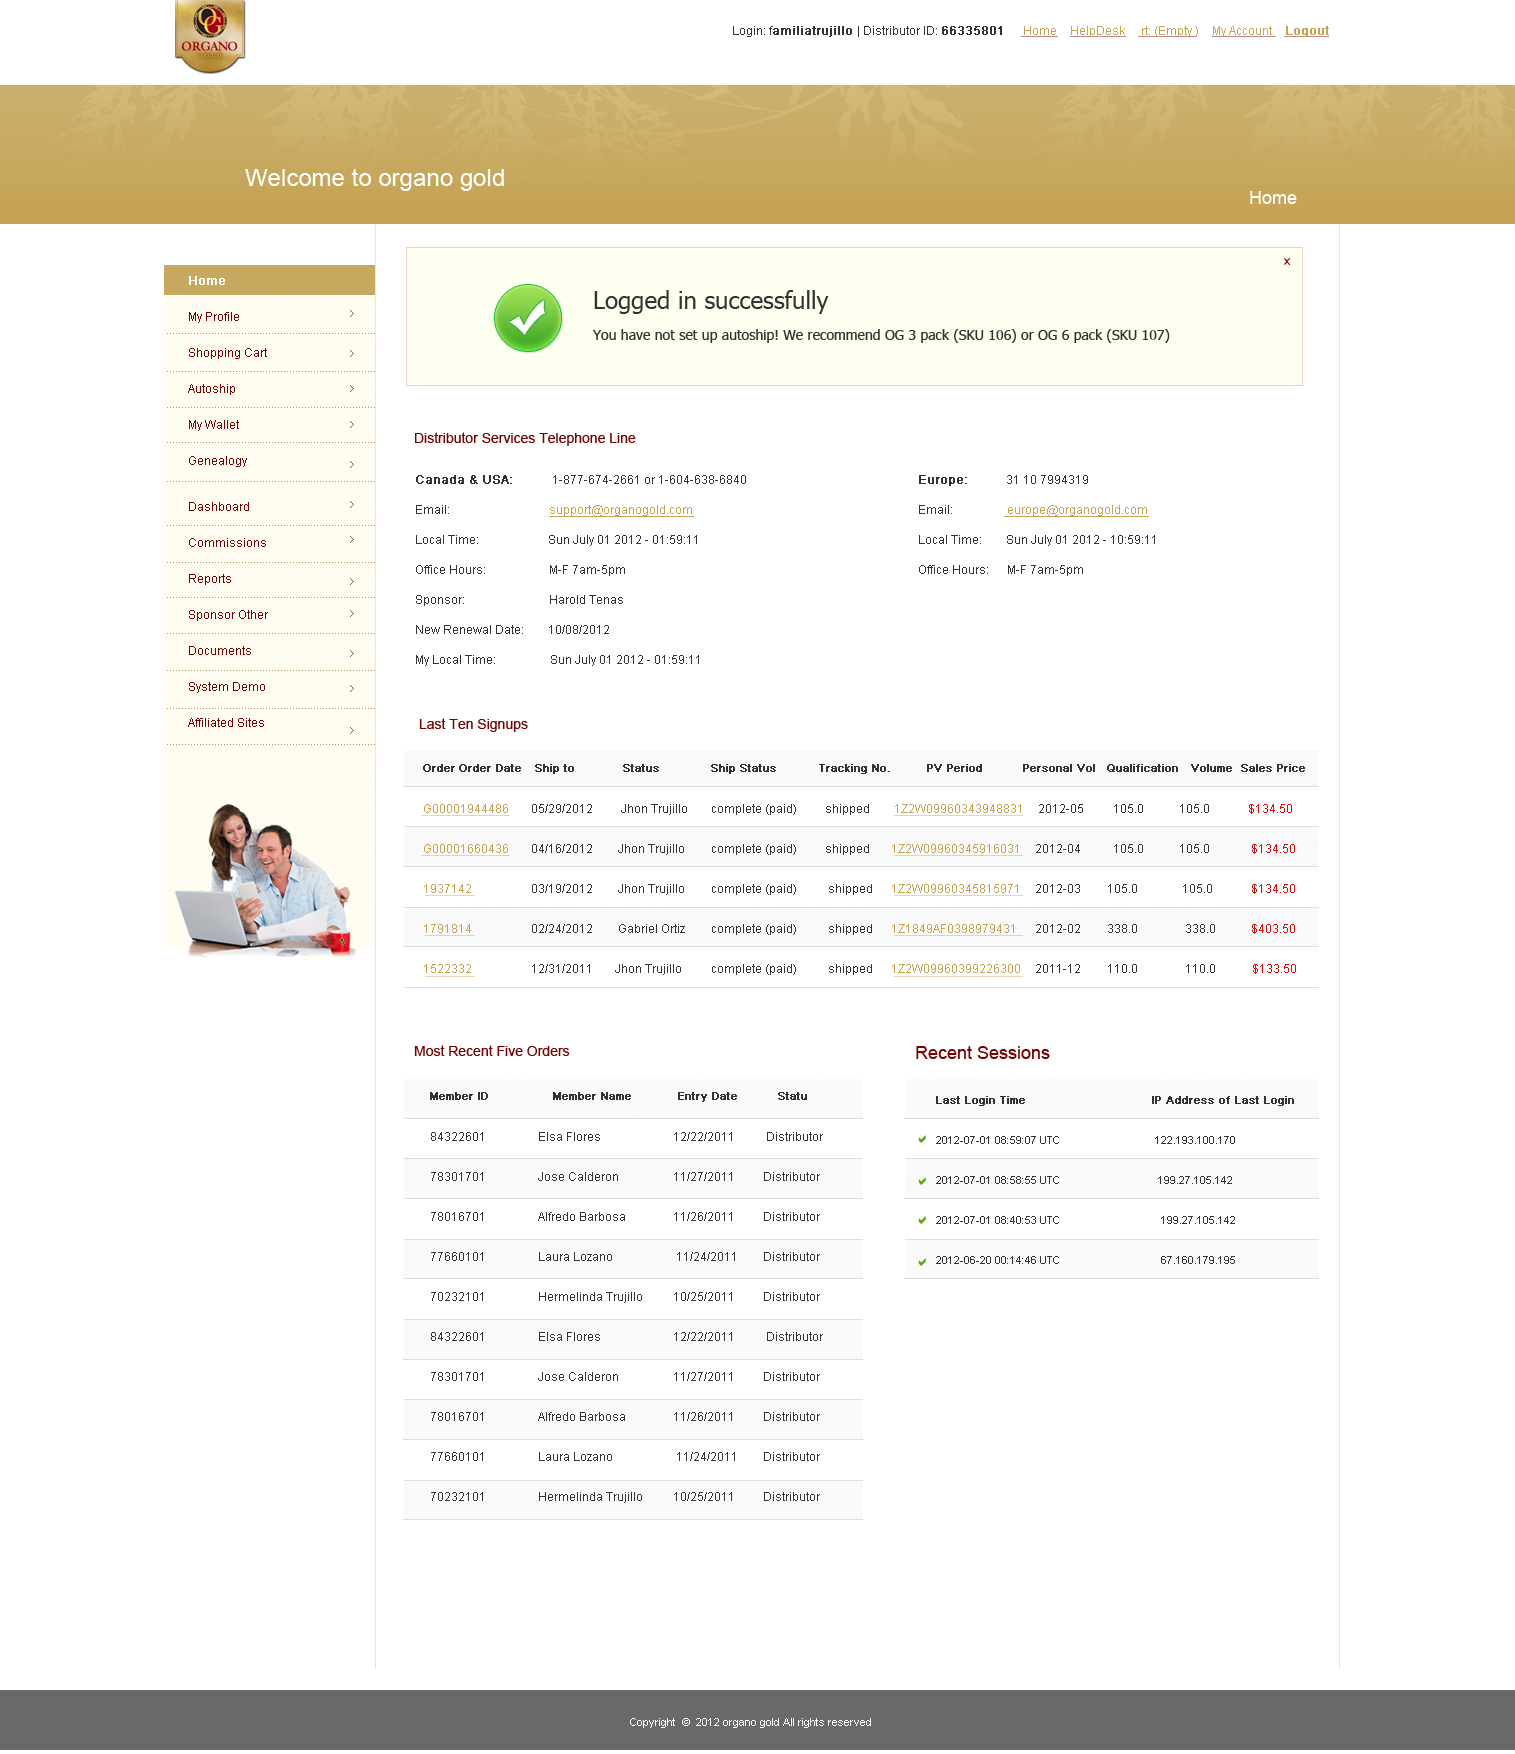 OG
ORGANO
GOLD
Login: familiatrujillo | Distributor ID: 66335801 Home HelpDesk rt: (Empty ) My Account Logout
Welcome to organo gold
Home
Home
My Profile
Shopping Cart
Autoship
My Wallet
Genealogy
Dashboard
Commissions
Reports
Sponsor Other
Documents
System Demo
Affiliated Sites
x
Logged in successfully
You have not set up autoship! We recommend OG 3 pack (SKU 106) or OG 6 pack (SKU 107)
Distributor Services Telephone Line
Canada & USA: 1-877-674-2661 or 1-604-638-6840 Europe: 31 10 7994319
Email: support@organogold.com Email: europe@organogold.com
Local Time: Sun July 01 2012 - 01:59:11 Local Time: Sun July 01 2012 - 10:59:11
Office Hours: M-F 7am-5pm Office Hours: M-F 7am-5pm
Sponsor: Harold Tenas
New Renewal Date: 10/08/2012
My Local Time: Sun July 01 2012 - 01:59:11
Last Ten Signups
Order Order Date Ship to Status Ship Status Tracking No. PV Period Personal Vol Qualification Volume Sales Price
G00001944486 05/29/2012 Jhon Trujillo complete (paid) shipped 1Z2W09960343948831 2012-05 105.0 105.0 $134.50
G00001660436 04/16/2012 Jhon Trujillo complete (paid) shipped 1Z2W09960345916031 2012-04 105.0 105.0 $134.50
1937142 03/19/2012 Jhon Trujillo complete (paid) shipped 1Z2W09960345815971 2012-03 105.0 105.0 $134.50
1791814 02/24/2012 Gabriel Ortiz complete (paid) shipped 1Z1849AF0398979431 2012-02 338.0 338.0 $403.50
1522332 12/31/2011 Jhon Trujillo complete (paid) shipped 1Z2W09960399226300 2011-12 110.0 110.0 $133.50
Most Recent Five Orders
Member ID Member Name Entry Date Statu
84322601 Elsa Flores 12/22/2011 Distributor
78301701 Jose Calderon 11/27/2011 Distributor
78016701 Alfredo Barbosa 11/26/2011 Distributor
77660101 Laura Lozano 11/24/2011 Distributor
70232101 Hermelinda Trujillo 10/25/2011 Distributor
84322601 Elsa Flores 12/22/2011 Distributor
78301701 Jose Calderon 11/27/2011 Distributor
78016701 Alfredo Barbosa 11/26/2011 Distributor
77660101 Laura Lozano 11/24/2011 Distributor
70232101 Hermelinda Trujillo 10/25/2011 Distributor
Recent Sessions
Last Login Time IP Address of Last Login
2012-07-01 08:59:07 UTC 122.193.100.170
2012-07-01 08:58:55 UTC 199.27.105.142
2012-07-01 08:40:53 UTC 199.27.105.142
2012-06-20 00:14:46 UTC 67.160.179.195
Copyright © 2012 organo gold All rights reserved